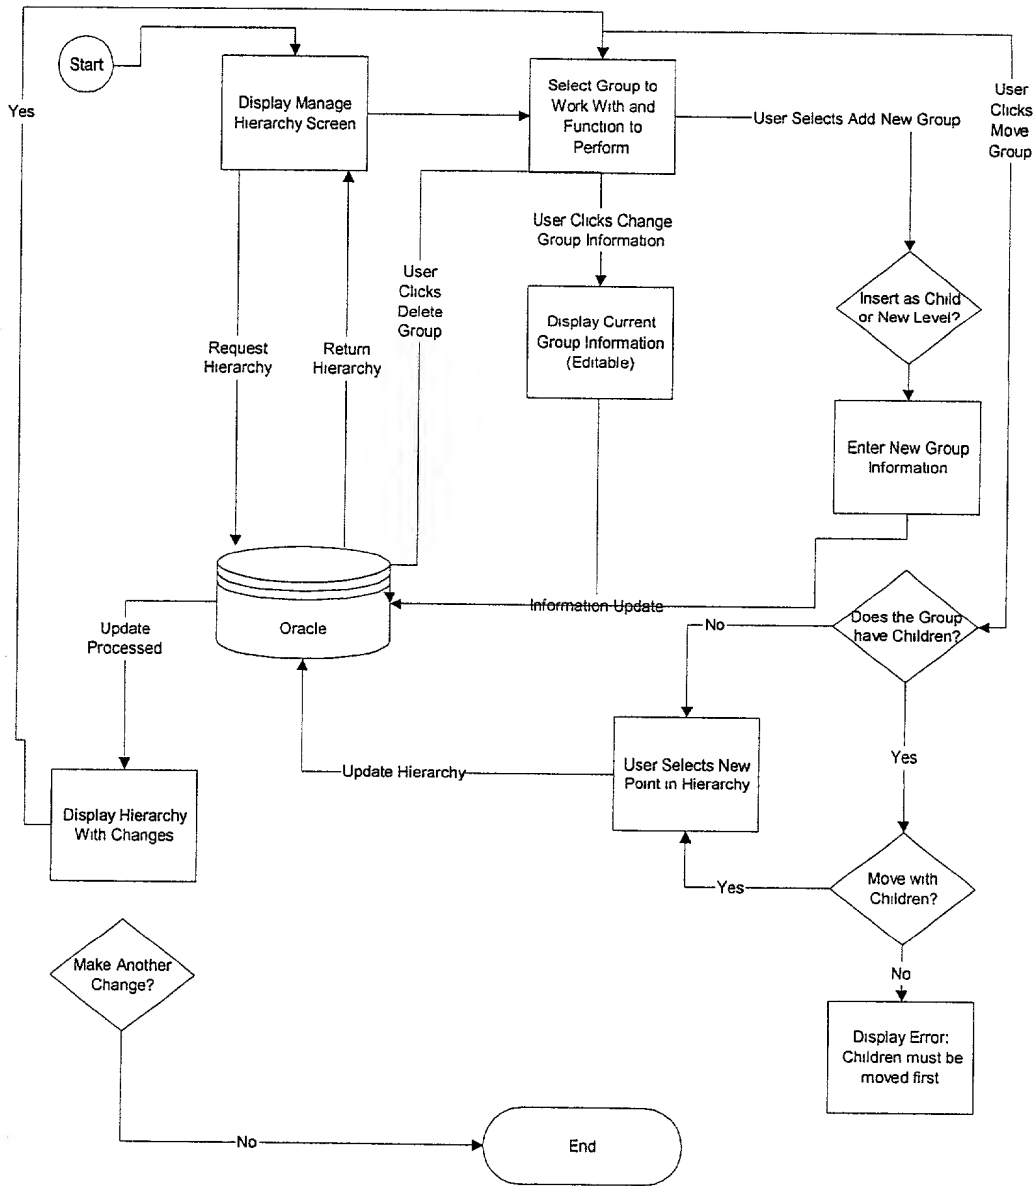 Start
Yes
Display Manage
Hierarchy Screen
Select Group to
Work With and
Function to
Perform
User Selects Add New Group
User
Clicks
Move
Group
User Clicks Change
Group Information
User
Clicks
Delete
Group
Insert as Child
or New Level?
Display Current
Group Information
(Editable)
Request
Hierarchy
Return
Hierarchy
Enter New Group
Information
Information Update
Oracle
Update
Processed
No
Does the Group
have Children?
Yes
User Selects New
Point in Hierarchy
Update Hierarchy
Display Hierarchy
With Changes
Yes
Move with
Children?
No
Make Another
Change?
Display Error:
Children must be
moved first
No
End